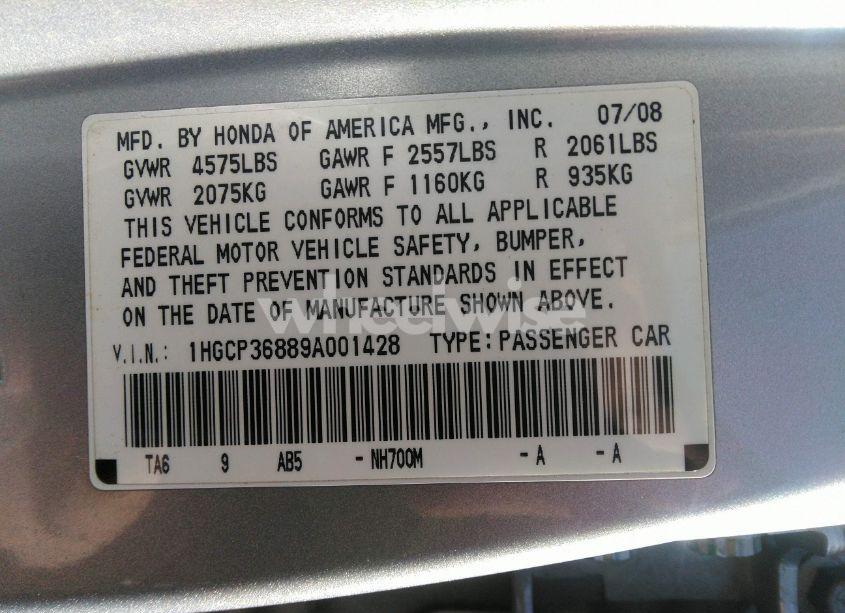 MFD. BY HONDA OF AMERICA MFG., INC. 07/08
GVWR 4575LBS GAWR F 2557LBS R 2061LBS
GVWR 2075KG GAWR F 1160KG R 935KG
THIS VEHICLE CONFORMS TO ALL APPLICABLE
FEDERAL MOTOR VEHICLE SAFETY, BUMPER,
AND THEFT PREVENTION STANDARDS IN EFFECT
ON THE DATE OF MANUFACTURE SHOWN ABOVE.
wheelwise
V.I.N.: 1HGCP36889A001428 TYPE: PASSENGER CAR
TA6 9 AB5 - NH700M - A - A